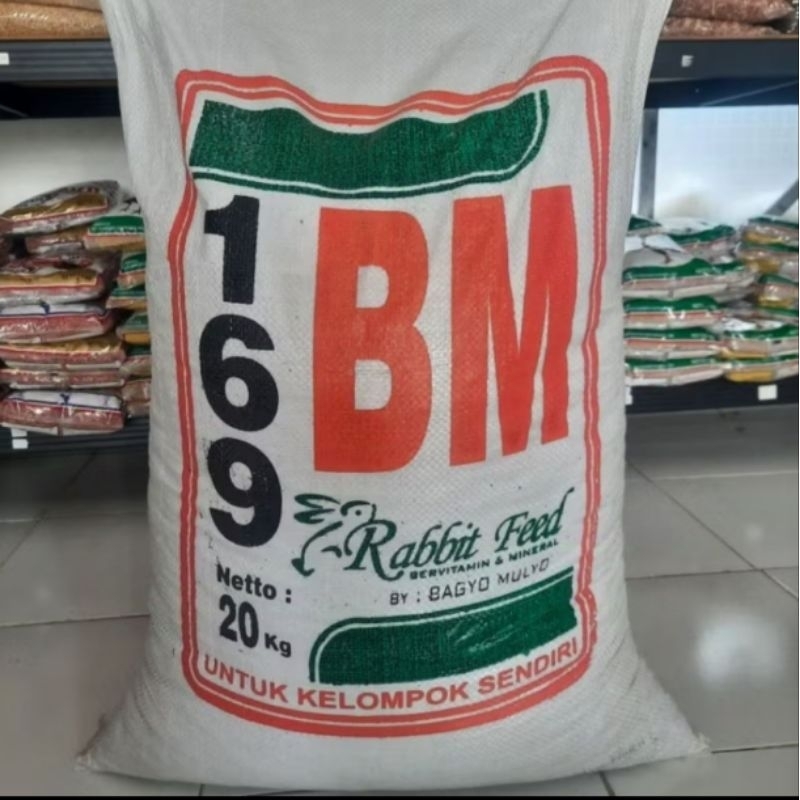 169
BM
Rabbit Feed
BERVITAMIN & MINERAL
BY : BAGYO MULYO
Netto :
20 Kg
UNTUK KELOMPOK SENDIRI